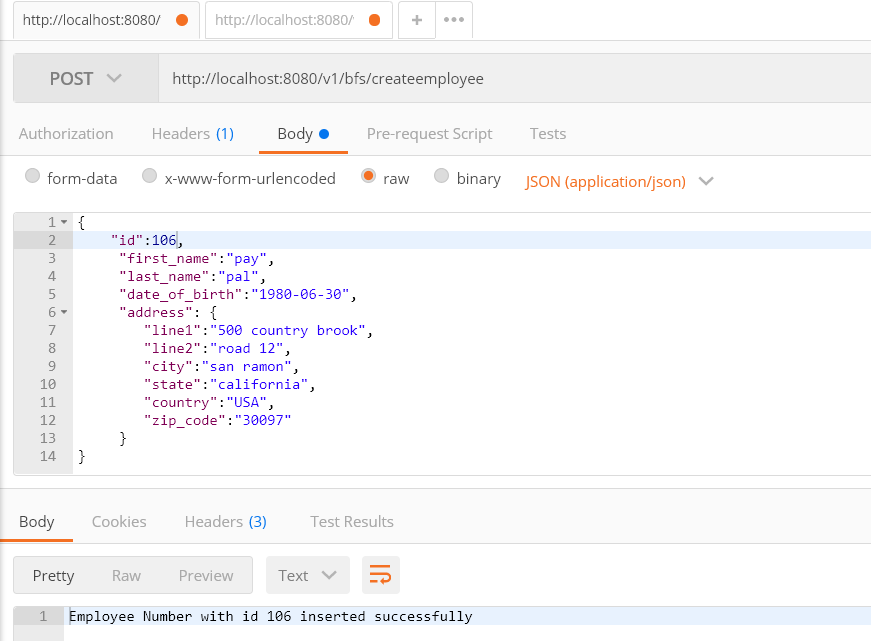 http://localhost:8080/ http://localhost:8080/ + •••
POST http://localhost:8080/v1/bfs/createemployee
Authorization Headers (1) Body Pre-request Script Tests
form-data x-www-form-urlencoded raw binary JSON (application/json)
1 {
2 "id":106,
3 "first_name":"pay",
4 "last_name":"pal",
5 "date_of_birth":"1980-06-30",
6 "address": {
7 "line1":"500 country brook",
8 "line2":"road 12",
9 "city":"san ramon",
10 "state":"california",
11 "country":"USA",
12 "zip_code":"30097"
13 }
14 }
Body Cookies Headers (3) Test Results
Pretty Raw Preview Text
1 Employee Number with id 106 inserted successfully